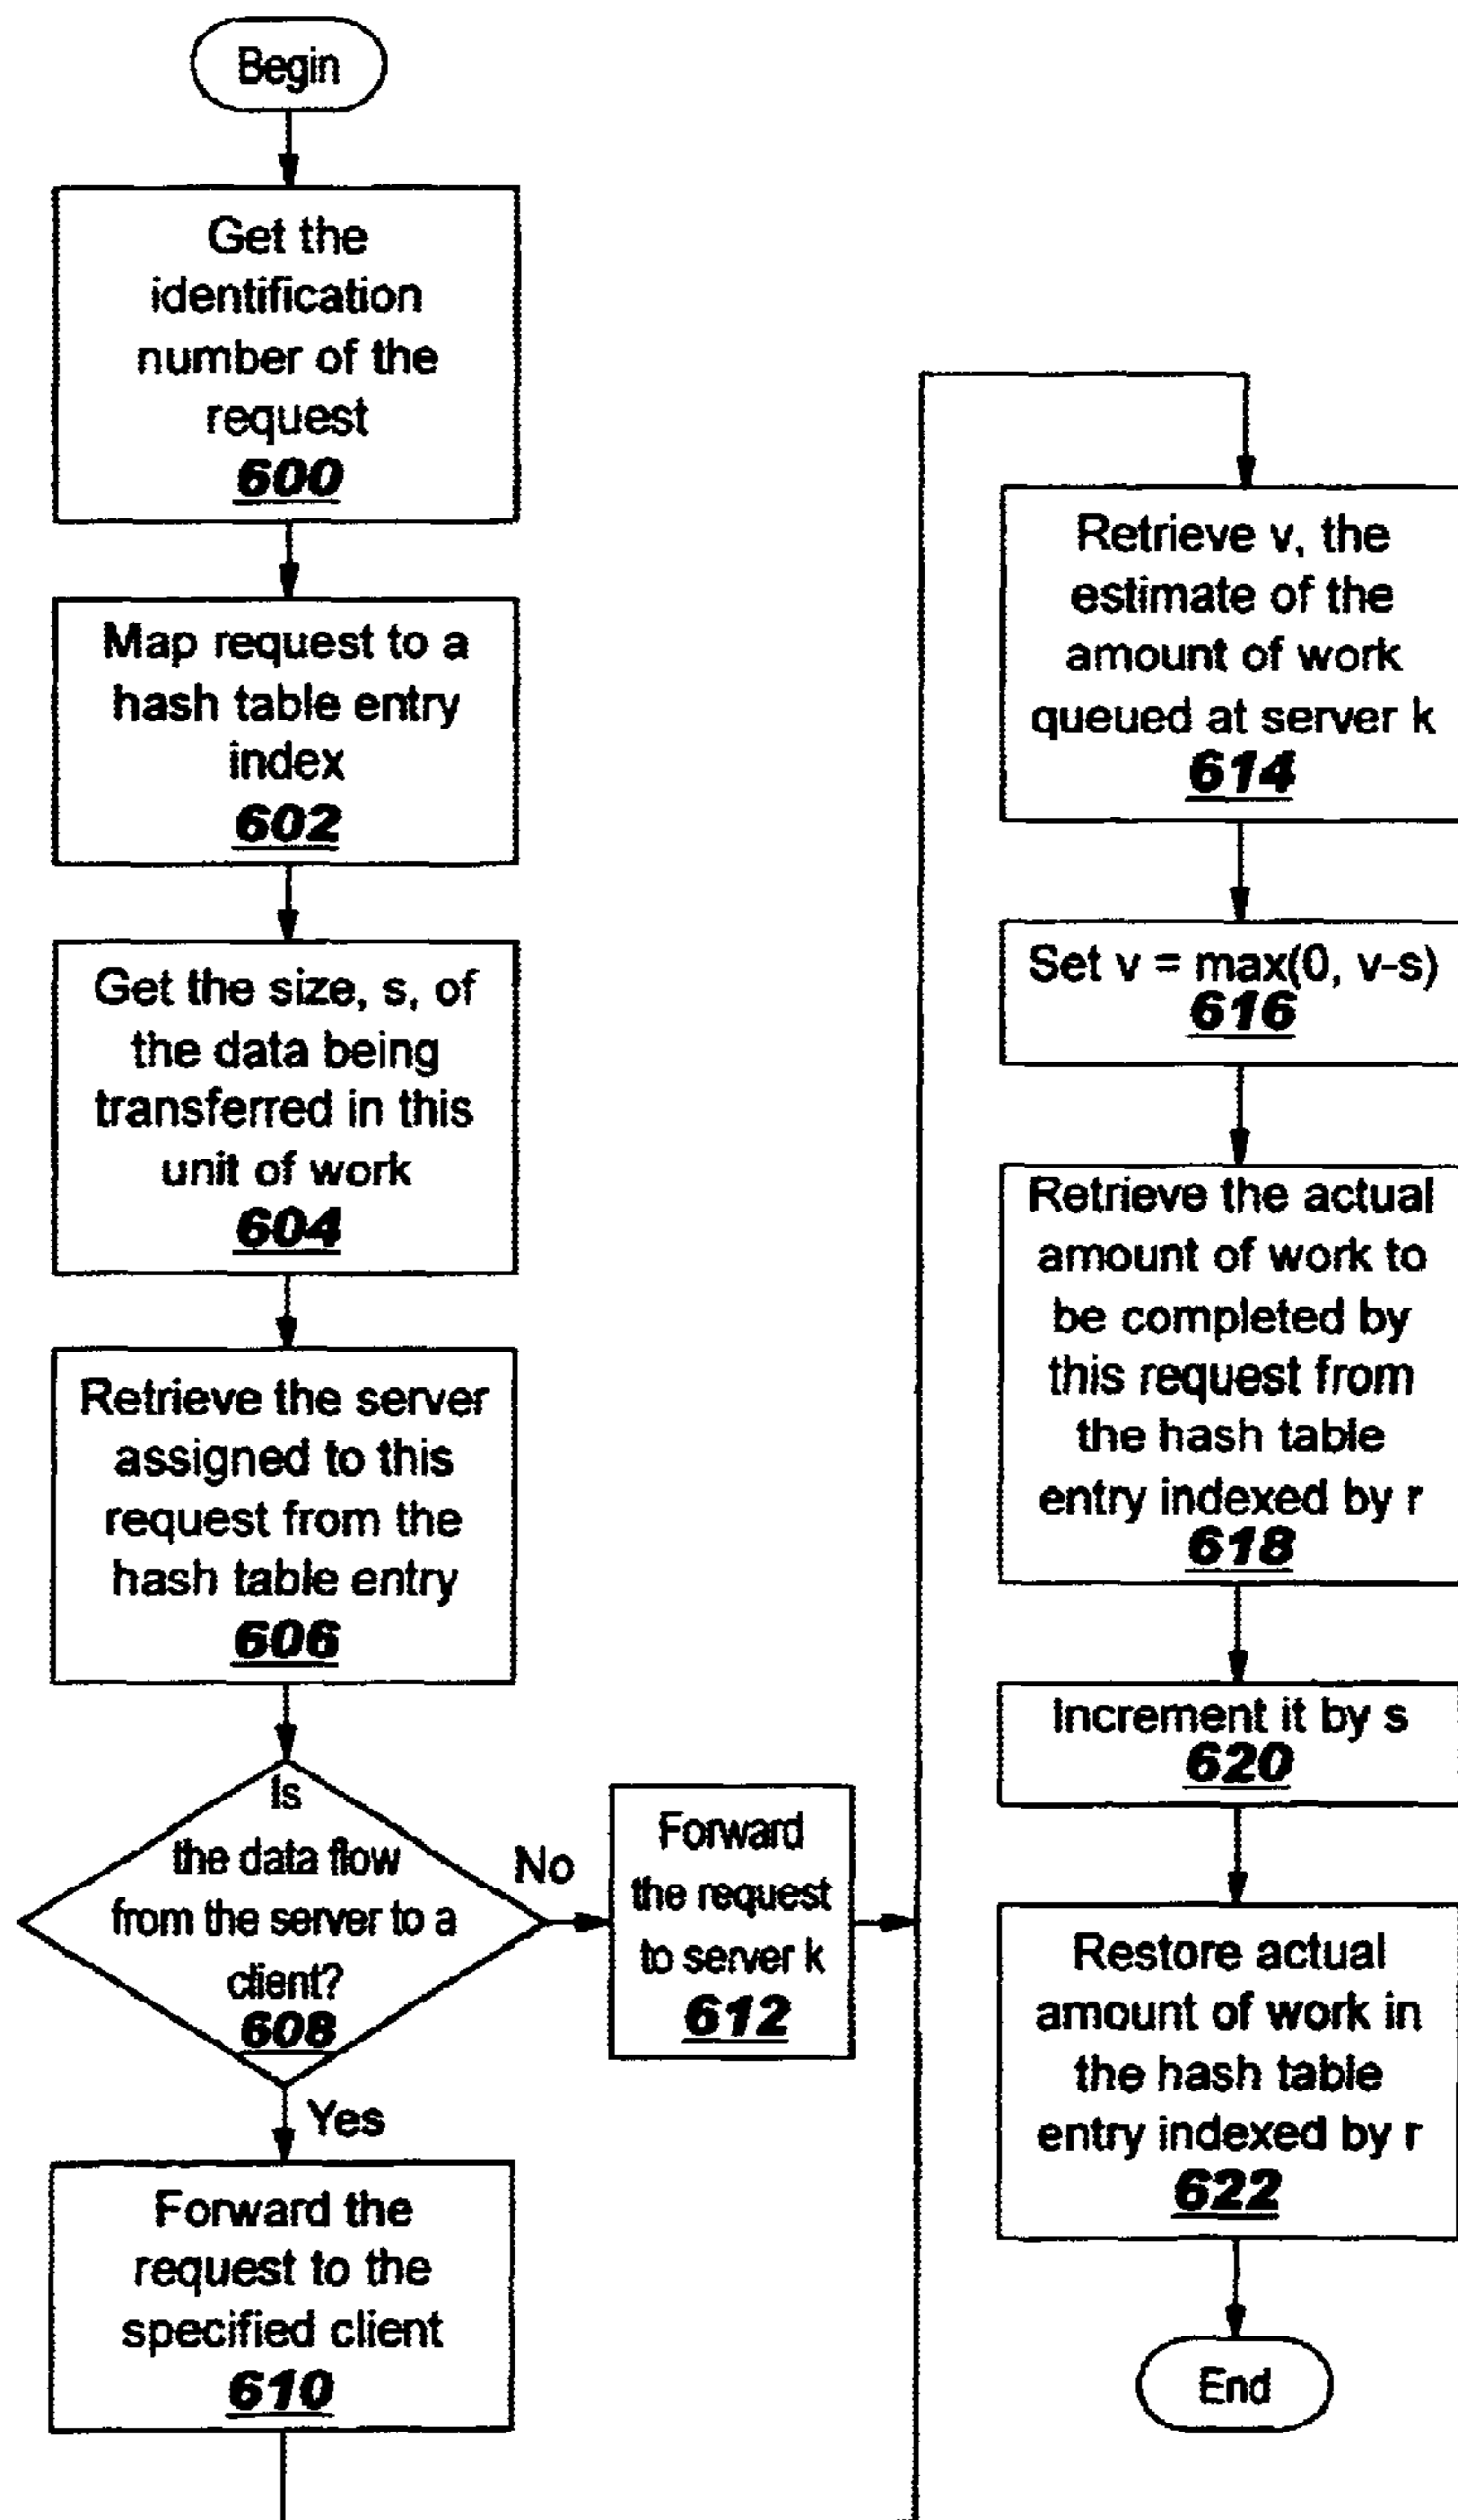 Begin
Get the
identification
number of the
request
600
Map request to a
hash table entry
index
602
Get the size, s, of
the data being
transferred in this
unit of work
604
Retrieve the server
assigned to this
request from the
hash table entry
606
Is
the data flow
from the server to a
client?
608
No
Yes
Forward the
request to the
specified client
610
Forward
the request
to server k
612
Retrieve v, the
estimate of the
amount of work
queued at server k
614
Set v = max(0, v-s)
616
Retrieve the actual
amount of work to
be completed by
this request from
the hash table
entry indexed by r
618
Increment it by s
620
Restore actual
amount of work in
the hash table
entry indexed by r
622
End